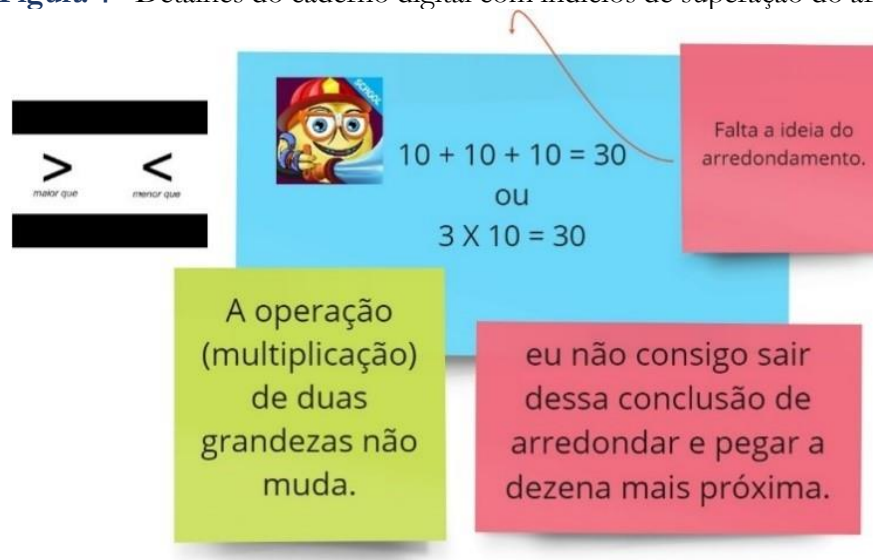 Detalhes do caderno digital com indícios de superação do
SCHOOL
>
<
maior que
menor que
10 + 10 + 10 = 30
ou
3 X 10 = 30
Falta a ideia do
arredondamento.
A operação
(multiplicação)
de duas
grandezas não
muda.
eu não consigo sair
dessa conclusão de
arredondar e pegar a
dezena mais próxima.